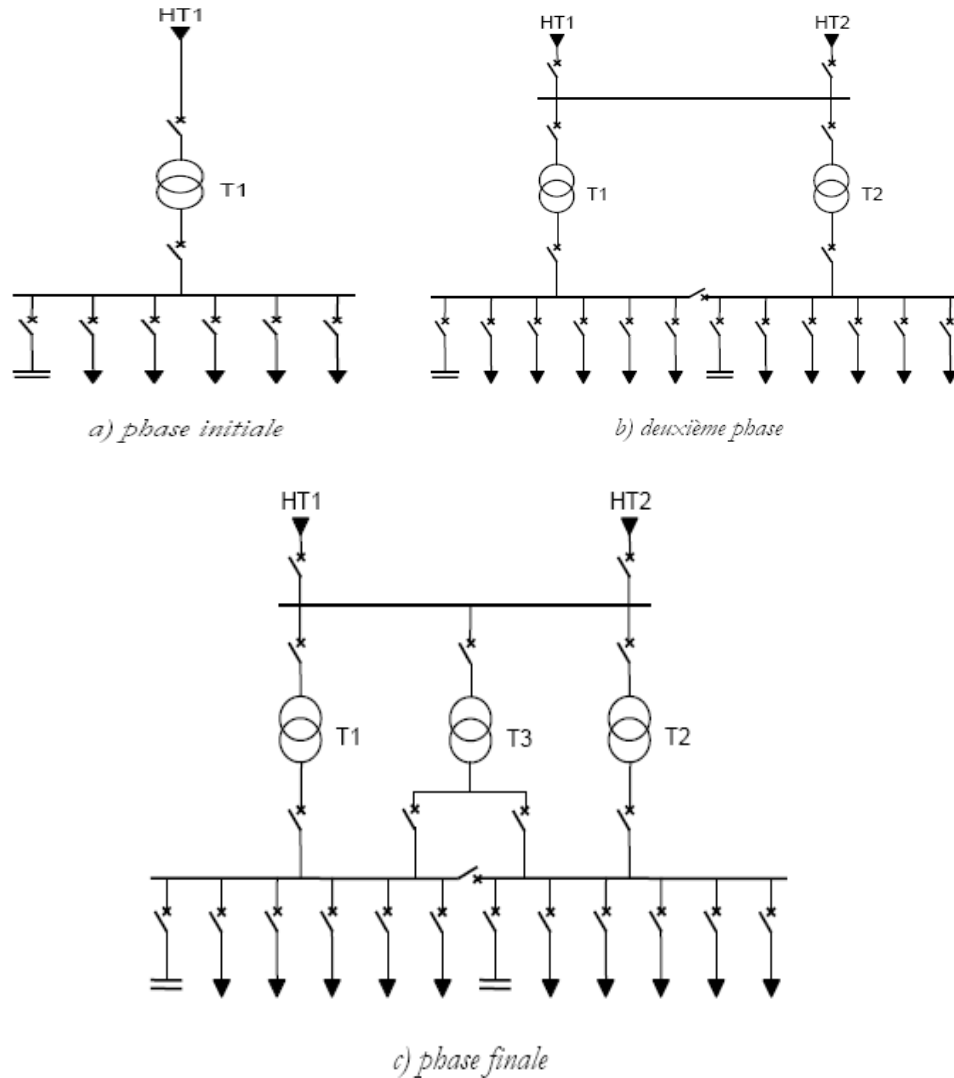 HT1
T1
a) phase initiale
HT1 HT2
T1 T2
b) deuxième phase
HT1 HT2
T1 T3 T2
c) phase finale